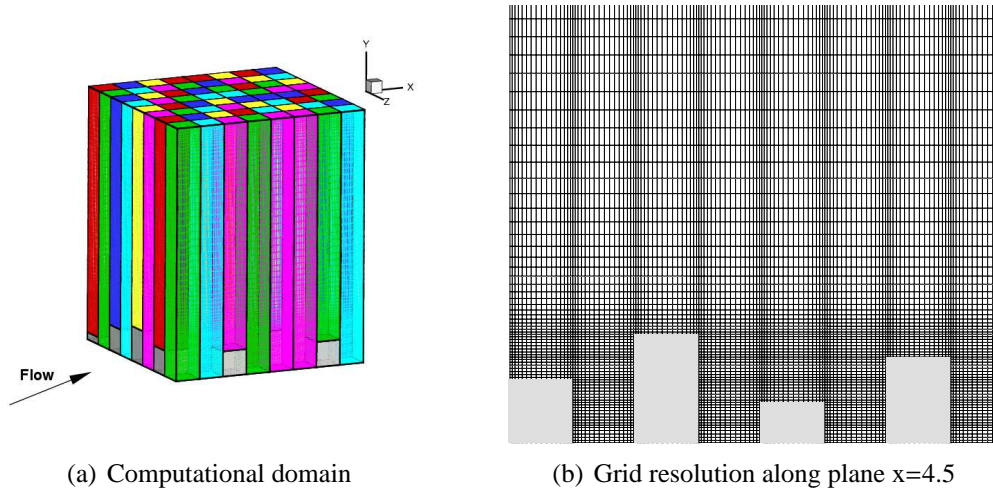 Y
X
Z
Flow
(a) Computational domain
(b) Grid resolution along plane x=4.5